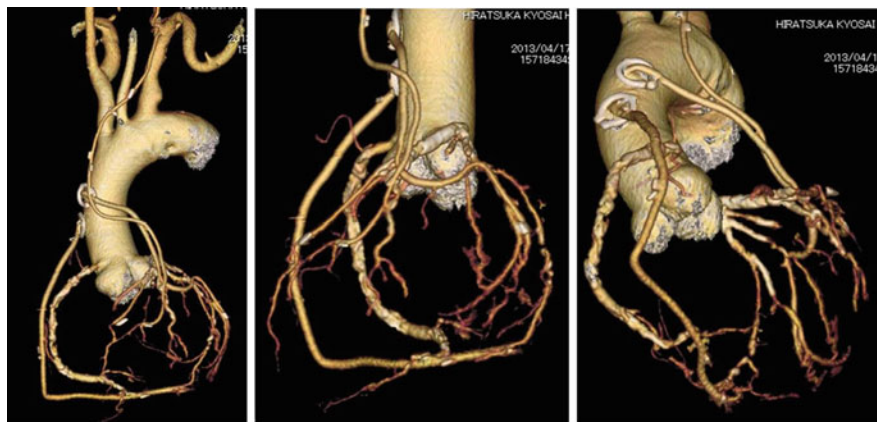 HIRATSUKA KYOSAI H
2013/04/17
15718434
HIRATSUKA KYOSAI
2013/04/1
15718434